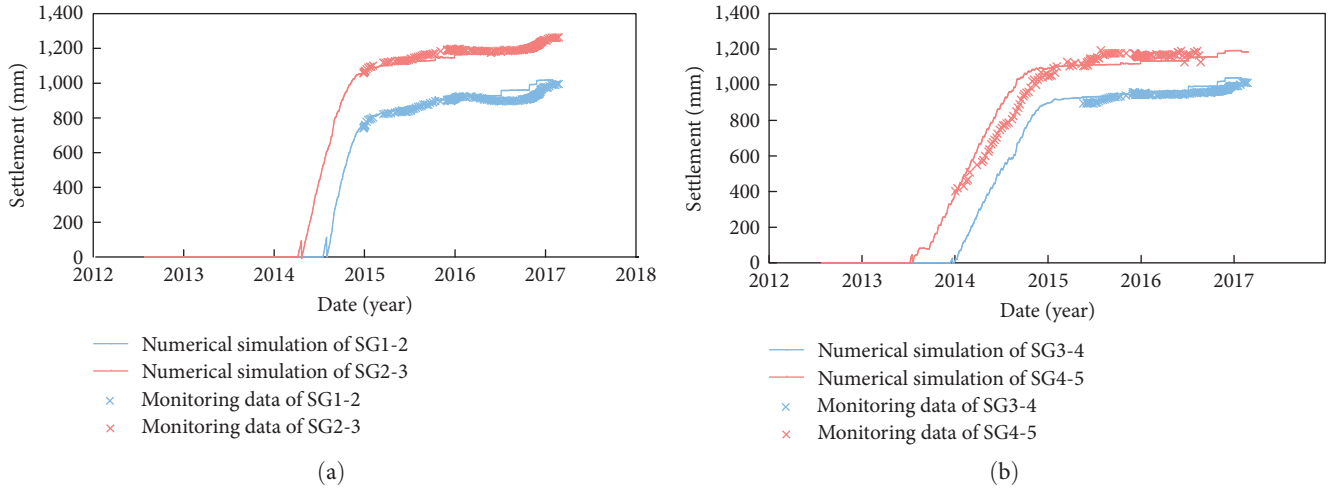 1,400
1,200
1,000
800
600
400
200
0
Settlement (mm)
2012 2013 2014 2015 2016 2017 2018
Date (year)
Numerical simulation of SG1-2
Numerical simulation of SG2-3
Monitoring data of SG1-2
Monitoring data of SG2-3
(a)
1,400
1,200
1,000
800
600
400
200
0
Settlement (mm)
2012 2013 2014 2015 2016 2017
Date (year)
Numerical simulation of SG3-4
Numerical simulation of SG4-5
Monitoring data of SG3-4
Monitoring data of SG4-5
(b)